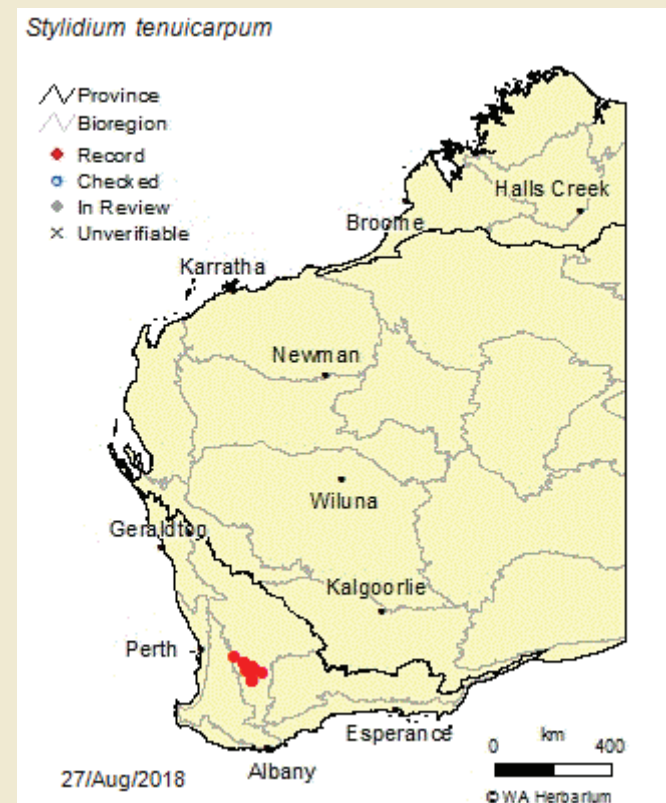 Stylidium tenuicarpum
Province
Bioregion
Record
Checked
In Review
Unverifiable
Halls Creek
Broome
Karratha
Newman
Wiluna
Geraldton
Kalgoorlie
Perth
Esperance
Albany
0 km 400
27/Aug/2018
© WA Herbarium